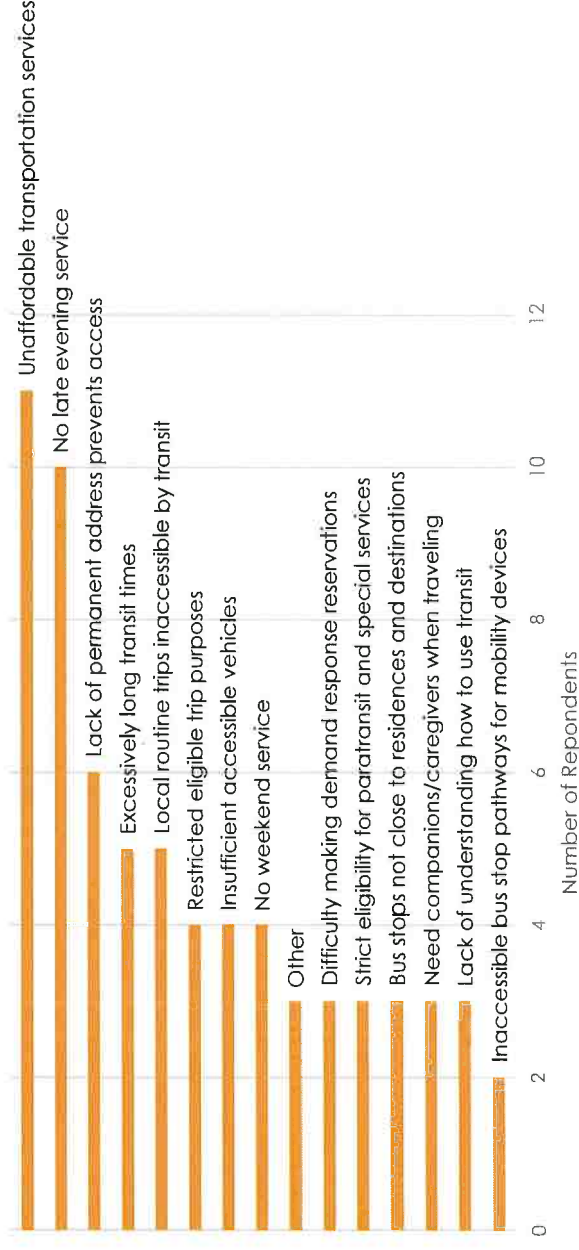 Unaffordable transportation services
No late evening service
Lack of permanent address prevents access
Excessively long transit times
Local routine trips inaccessible by transit
Restricted eligible trip purposes
Insufficient accessible vehicles
No weekend service
Other
Difficulty making demand response reservations
Strict eligibility for paratransit and special services
Bus stops not close to residences and destinations
Need companions/caregivers when traveling
Lack of understanding how to use transit
Inaccessible bus stop pathways for mobility devices
0 2 4 6 8 10 12
Number of Repondents